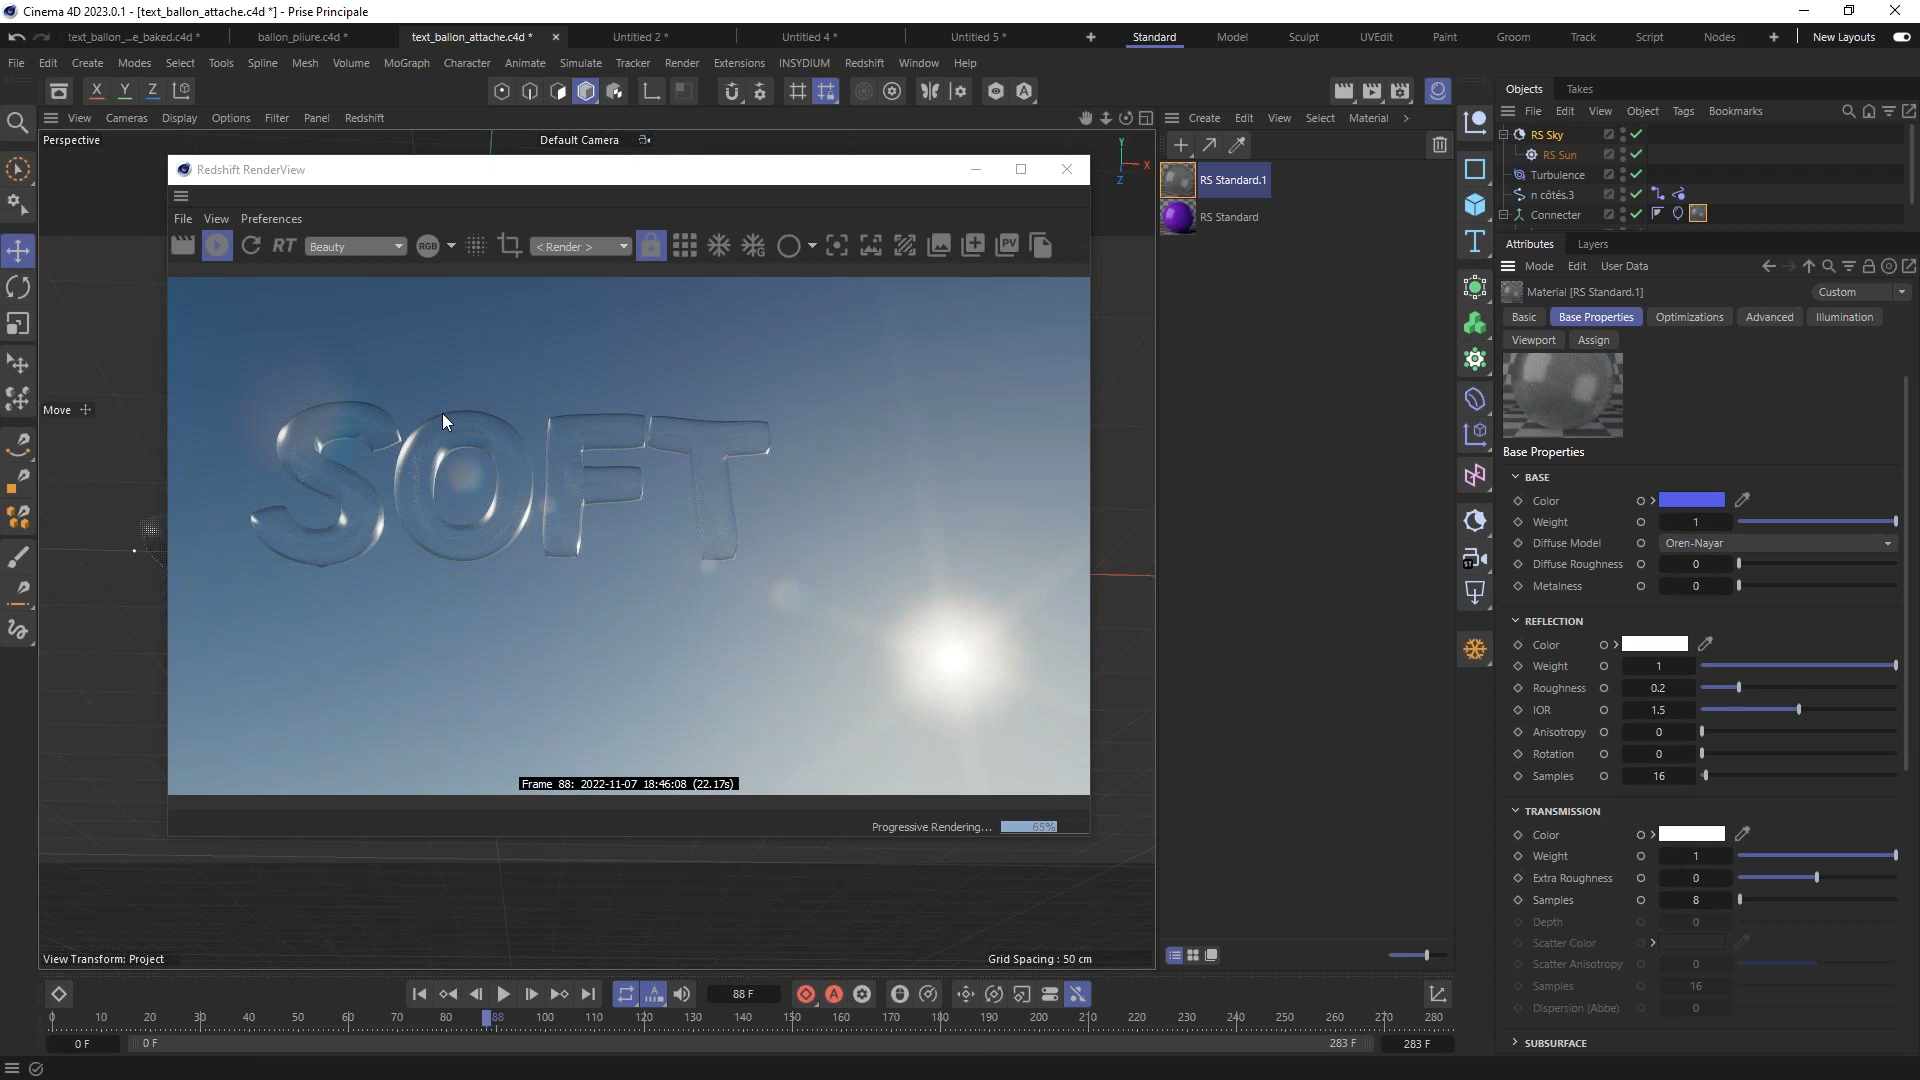 Cinema 4D 2023.0.1 - [text_ballon_attache.c4d *] - Prise Principale
text_ballon_...e_baked.c4d *
ballon_pliure.c4d *
text_ballon_attache.c4d *
Untitled 2 *
Untitled 4 *
Untitled 5 *
Standard Model Sculpt UVEdit Paint Groom Track Script Nodes New Layouts
File Edit Create Modes Select Tools Spline Mesh Volume MoGraph Character Animate Simulate Tracker Render Extensions INSYDIUM Redshift Window Help
X Y Z
View Cameras Display Options Filter Panel Redshift
Perspective
Default Camera
Y
X
Z
Move
Redshift RenderView
File View Preferences
RT
Beauty
RGB
< Render >
PV
SOFT
Frame 88: 2022-11-07 18:46:08 (22.17s)
Progressive Rendering... 65%
View Transform: Project
Grid Spacing : 50 cm
Create Edit View Select Material
RS Standard.1
RS Standard
Objects Takes
File Edit View Object Tags Bookmarks
RS Sky
RS Sun
Turbulence
n côtés.3
Connecter
Attributes Layers
Mode Edit User Data
Material [RS Standard.1]
Custom
Basic Base Properties Optimizations Advanced Illumination
Viewport Assign
Base Properties
BASE
Color
Weight 1
Diffuse Model Oren-Nayar
Diffuse Roughness 0
Metalness 0
REFLECTION
Color
Weight 1
Roughness 0.2
IOR 1.5
Anisotropy 0
Rotation 0
Samples 16
TRANSMISSION
Color
Weight 1
Extra Roughness 0
Samples 8
Depth 0
Scatter Color
Scatter Anisotropy 0
Samples 16
Dispersion (Abbe) 0
SUBSURFACE
88 F
0 10 20 30 40 50 60 70 80 88 100 110 120 130 140 150 160 170 180 190 200 210 220 230 240 250 260 270 280
0 F
0 F
283 F
283 F